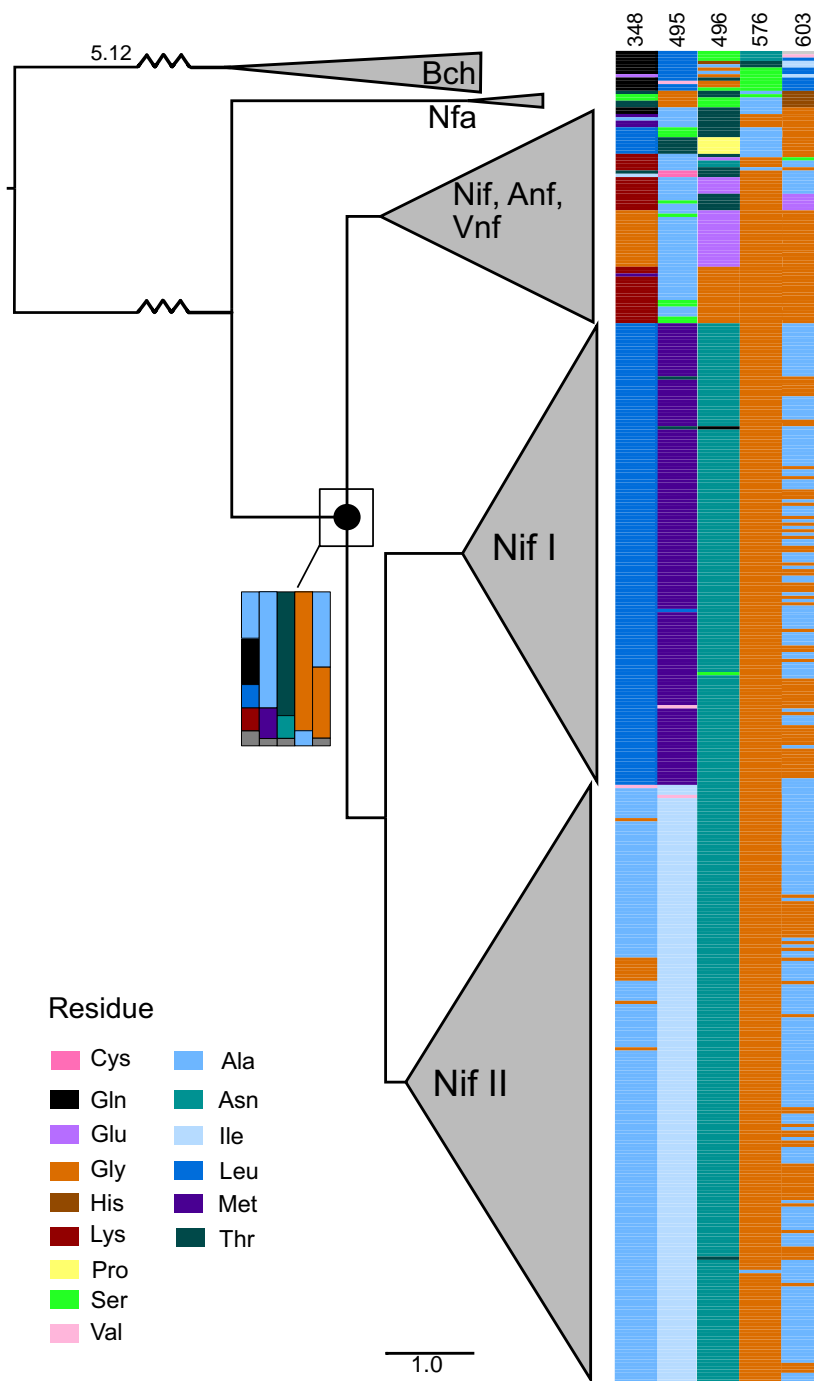 348 495 496 576 603
5.12
Bch
Nfa
Nif, Anf,
Vnf
Nif I
Nif II
Residue
Cys
Gln
Glu
Gly
His
Lys
Pro
Ser
Val
Ala
Asn
Ile
Leu
Met
Thr
1.0